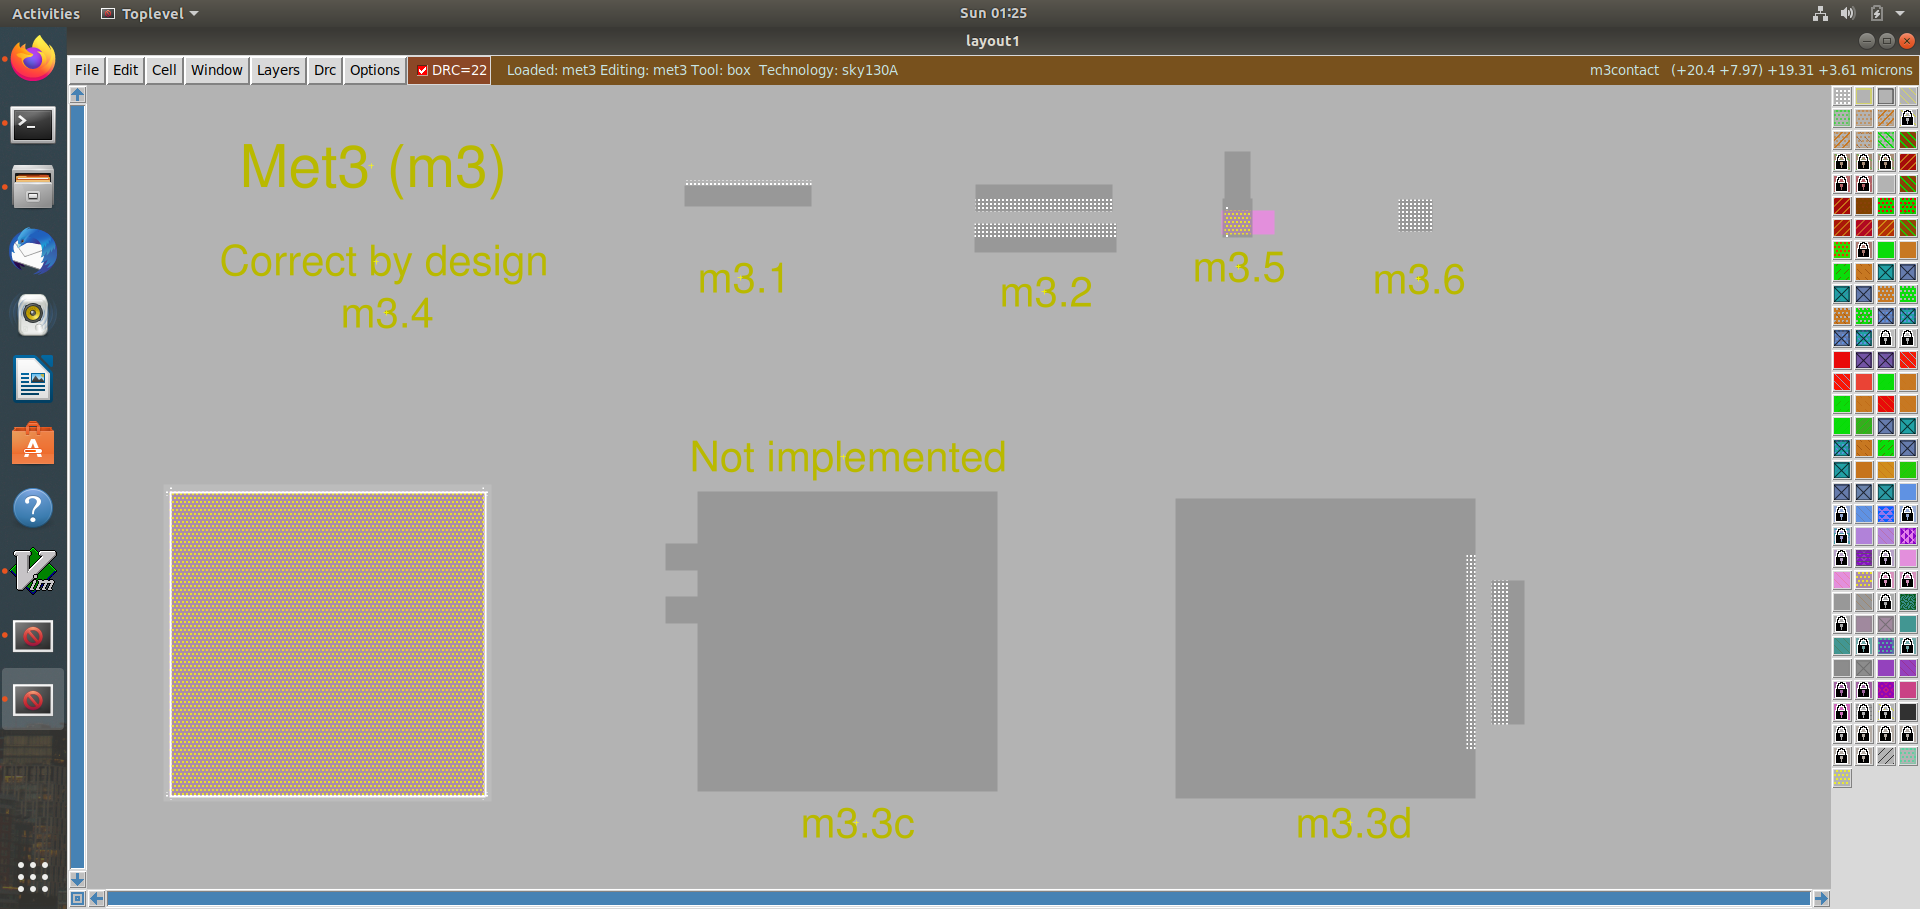 Activities Toplevel Sun 01:25
layout1
File Edit Cell Window Layers Drc Options DRC=22 Loaded: met3 Editing: met3 Tool: box Technology: sky130A m3contact (+20.4 +7.97) +19.31 +3.61 microns
Met3 (m3)
Correct by design
m3.4
m3.1
m3.2
m3.5
m3.6
Not implemented
m3.3c
m3.3d